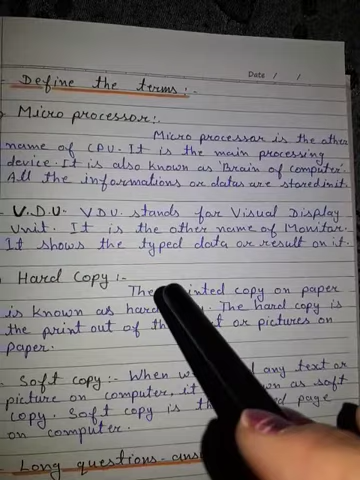 Date / /
Define the terms:-
Micro processor:-
Micro processor is the other
name of CPU. It is the main processing
device. It is also known as 'Brain of computer'.
All the informations or data are stored in it.
V.D.U- VDU stands for Visual Display
Unit. It is the other name of Monitor.
It shows the typed data or result on it.
Hard Copy:-
The printed copy on paper
is known as hard. The hard copy is
the print out of the or pictures on
paper.
Soft copy:- When any text or
picture on computer, it as soft
copy. Soft copy is page
on computer.
Long questions